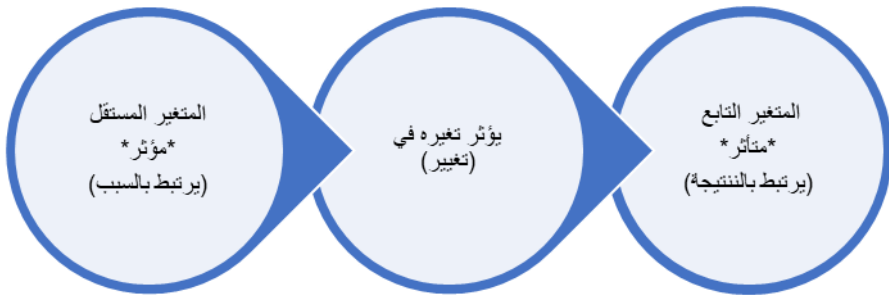 المتغير المستقل
*مؤثر*
(يرتبط بالسبب)
يؤثر تغيره في
(تغيير)
المتغير التابع
*متأثر*
(يرتبط بالننتيجة)